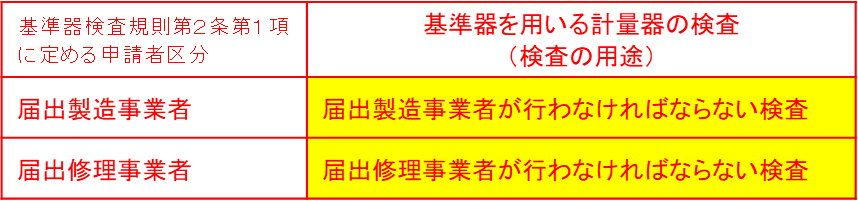 基準器検査規則第２条第１項
に定める申請者区分
基準器を用いる計量器の検査
（検査の用途）
届出製造事業者
届出製造事業者が行わなければならない検査
届出修理事業者
届出修理事業者が行わなければならない検査